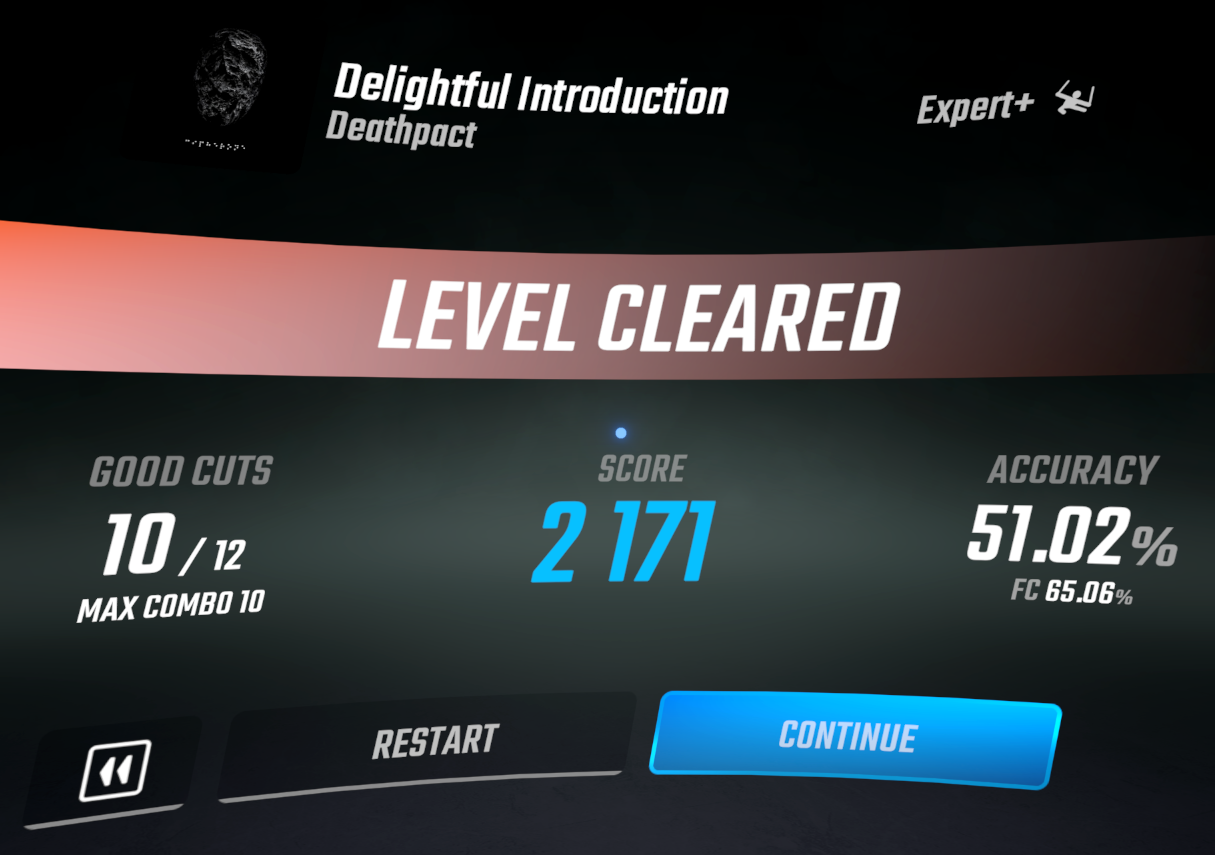 Delightful Introduction
Deathpact
Expert+
LEVEL CLEARED
GOOD CUTS
10 / 12
MAX COMBO 10
SCORE
2 171
ACCURACY
51.02%
FC 65.06%
RESTART
CONTINUE